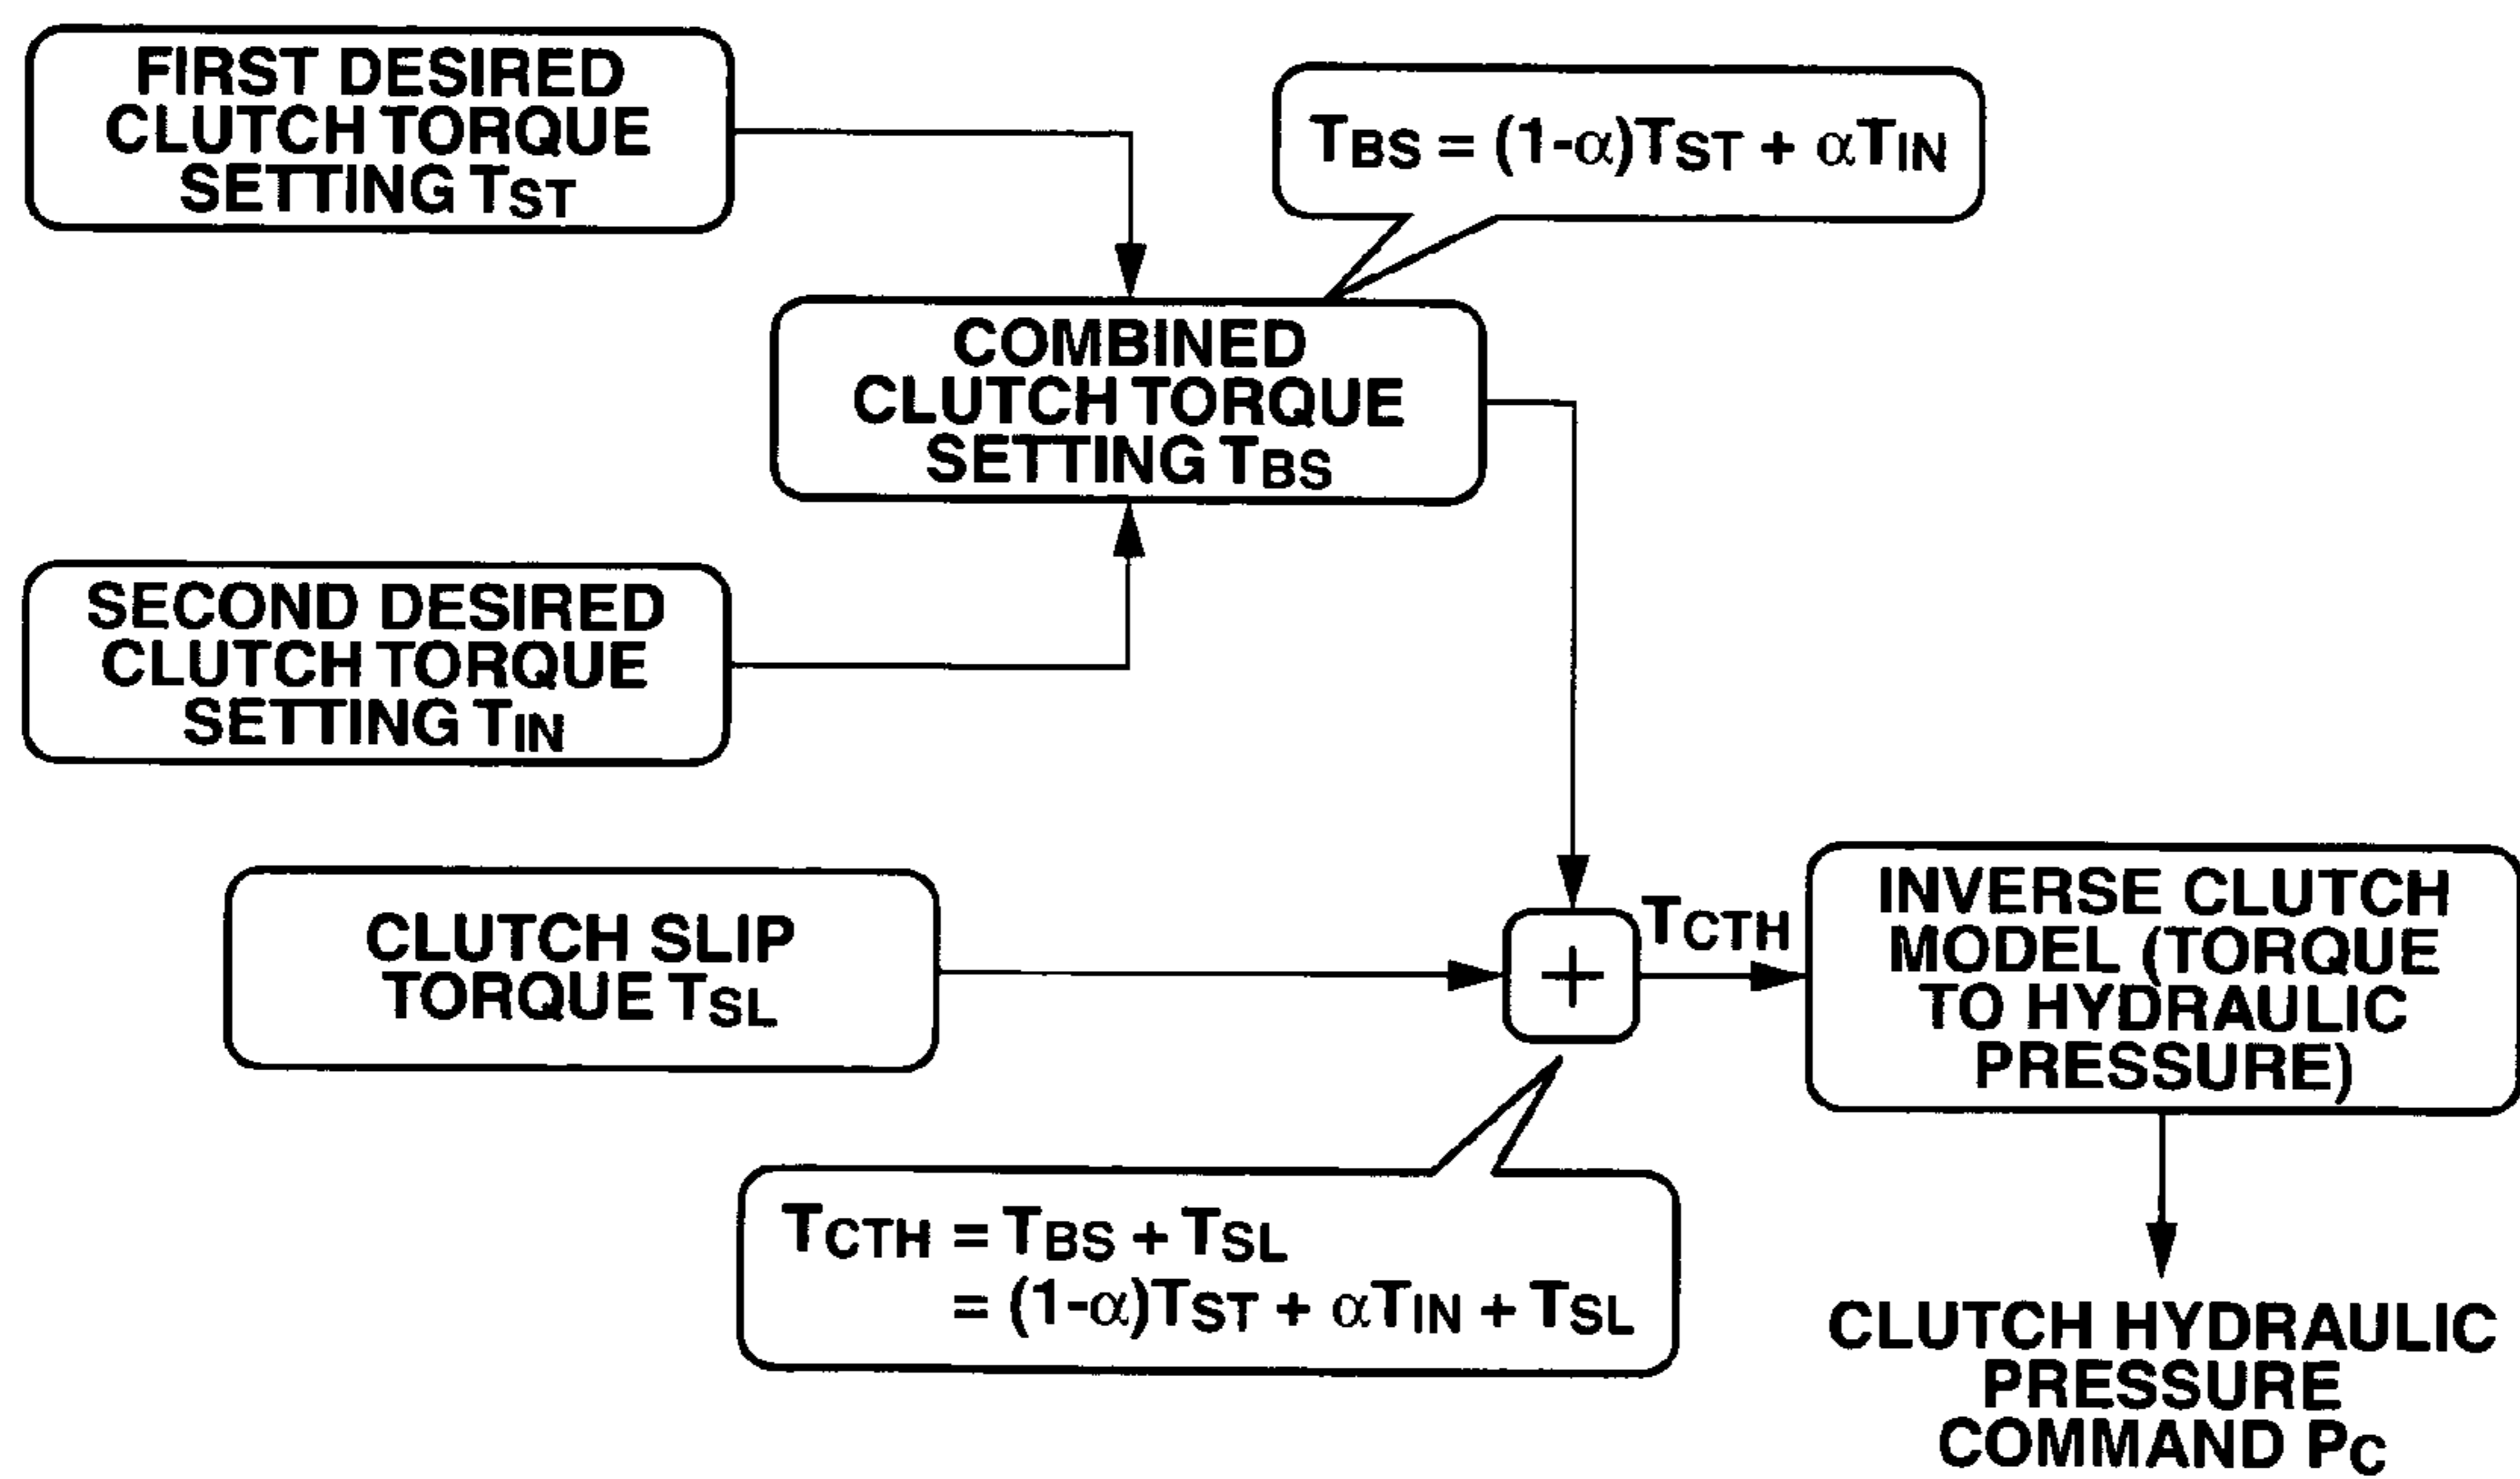 FIRST DESIRED
CLUTCH TORQUE
SETTING TST
TBS = (1-α)TST + αTIN
COMBINED
CLUTCH TORQUE
SETTING TBS
SECOND DESIRED
CLUTCH TORQUE
SETTING TIN
CLUTCH SLIP
TORQUE TSL
+
TCTH
INVERSE CLUTCH
MODEL (TORQUE
TO HYDRAULIC
PRESSURE)
TCTH = TBS + TSL
= (1-α)TST + αTIN + TSL
CLUTCH HYDRAULIC
PRESSURE
COMMAND PC